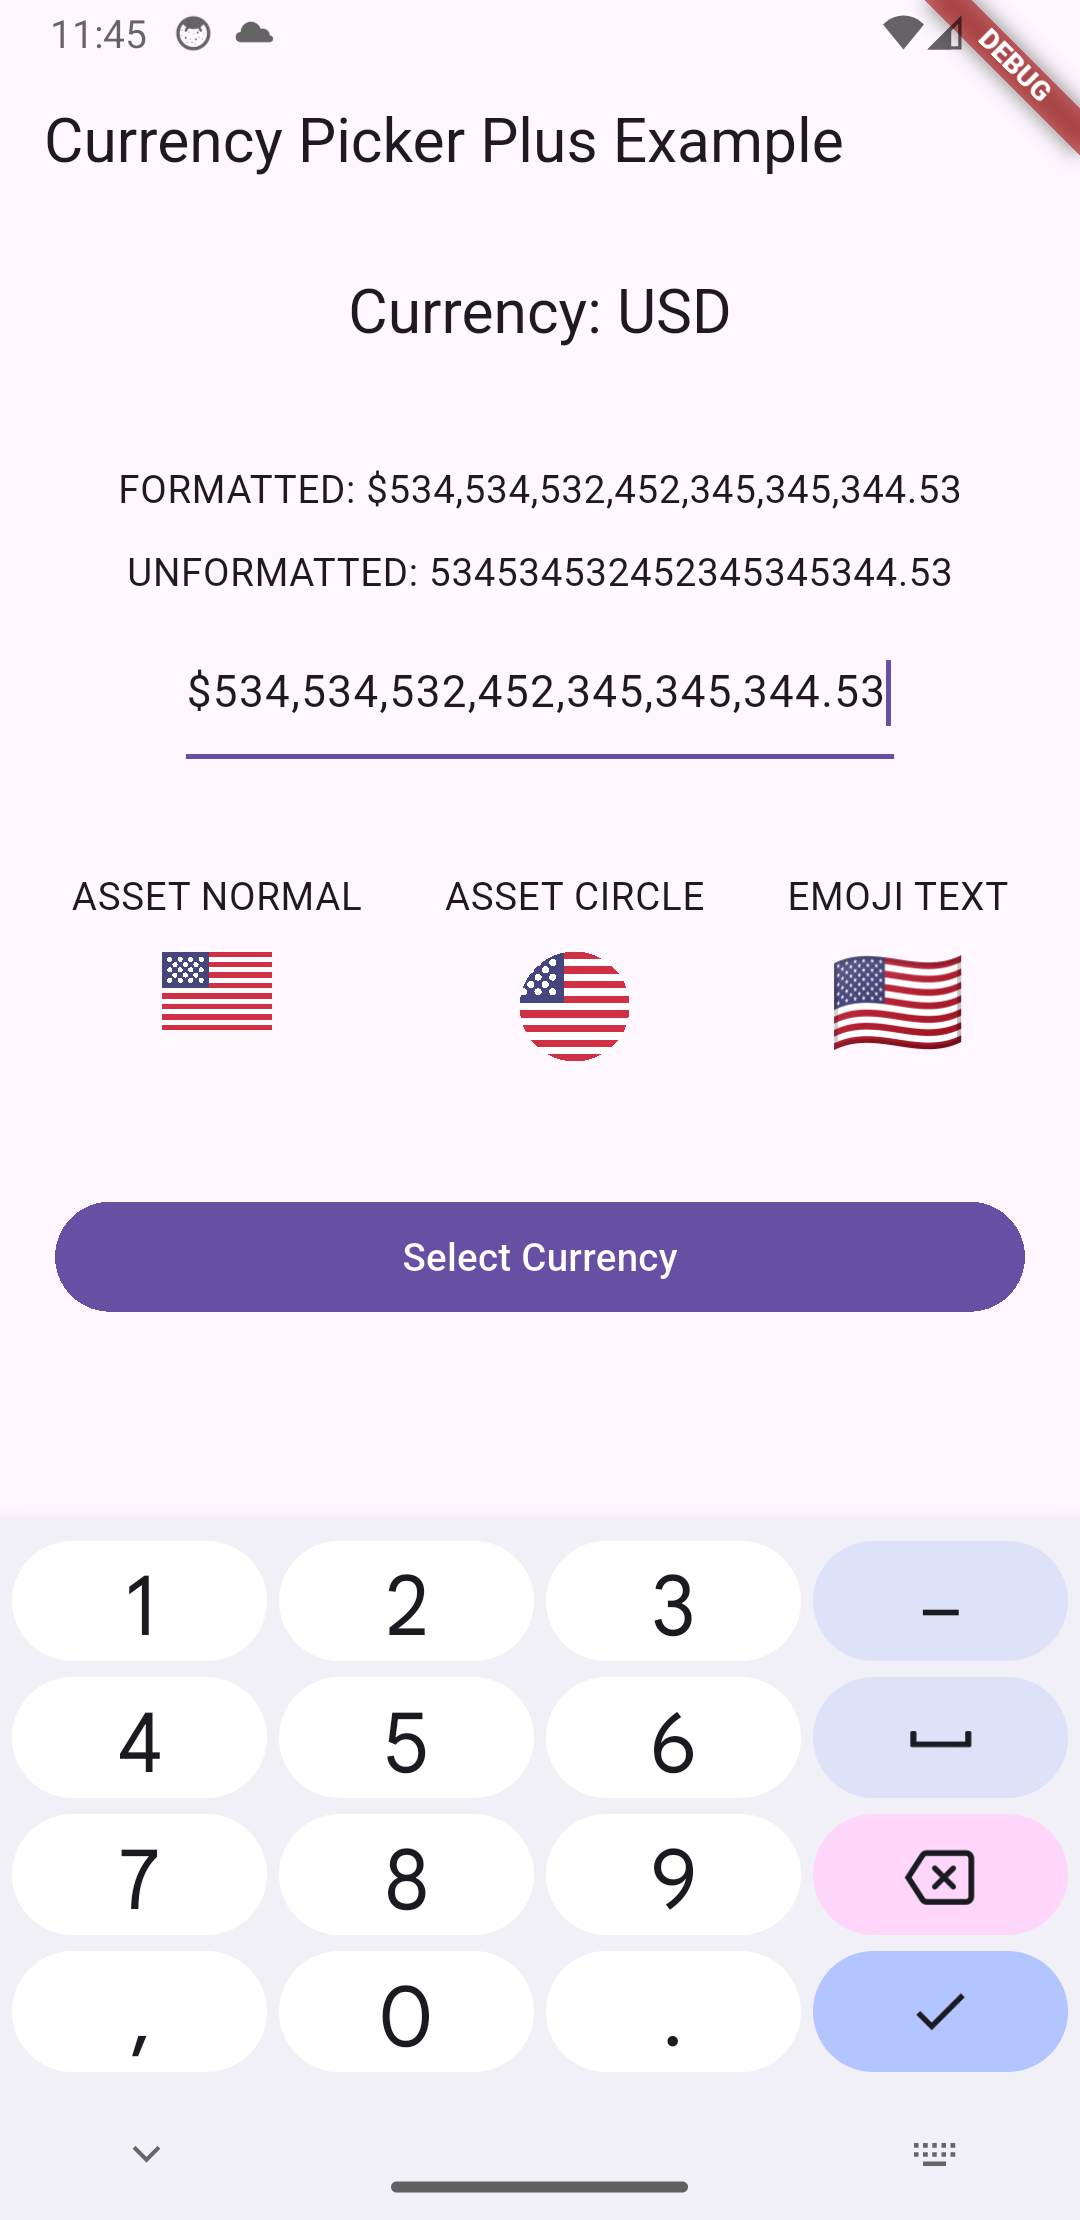 11:45
DEBUG
Currency Picker Plus Example
Currency: USD
FORMATTED: $534,534,532,452,345,345,344.53
UNFORMATTED: 534534532452345345344.53
$534,534,532,452,345,345,344.53
ASSET NORMAL ASSET CIRCLE EMOJI TEXT
Select Currency
1 2 3 –
4 5 6
7 8 9
, 0 .